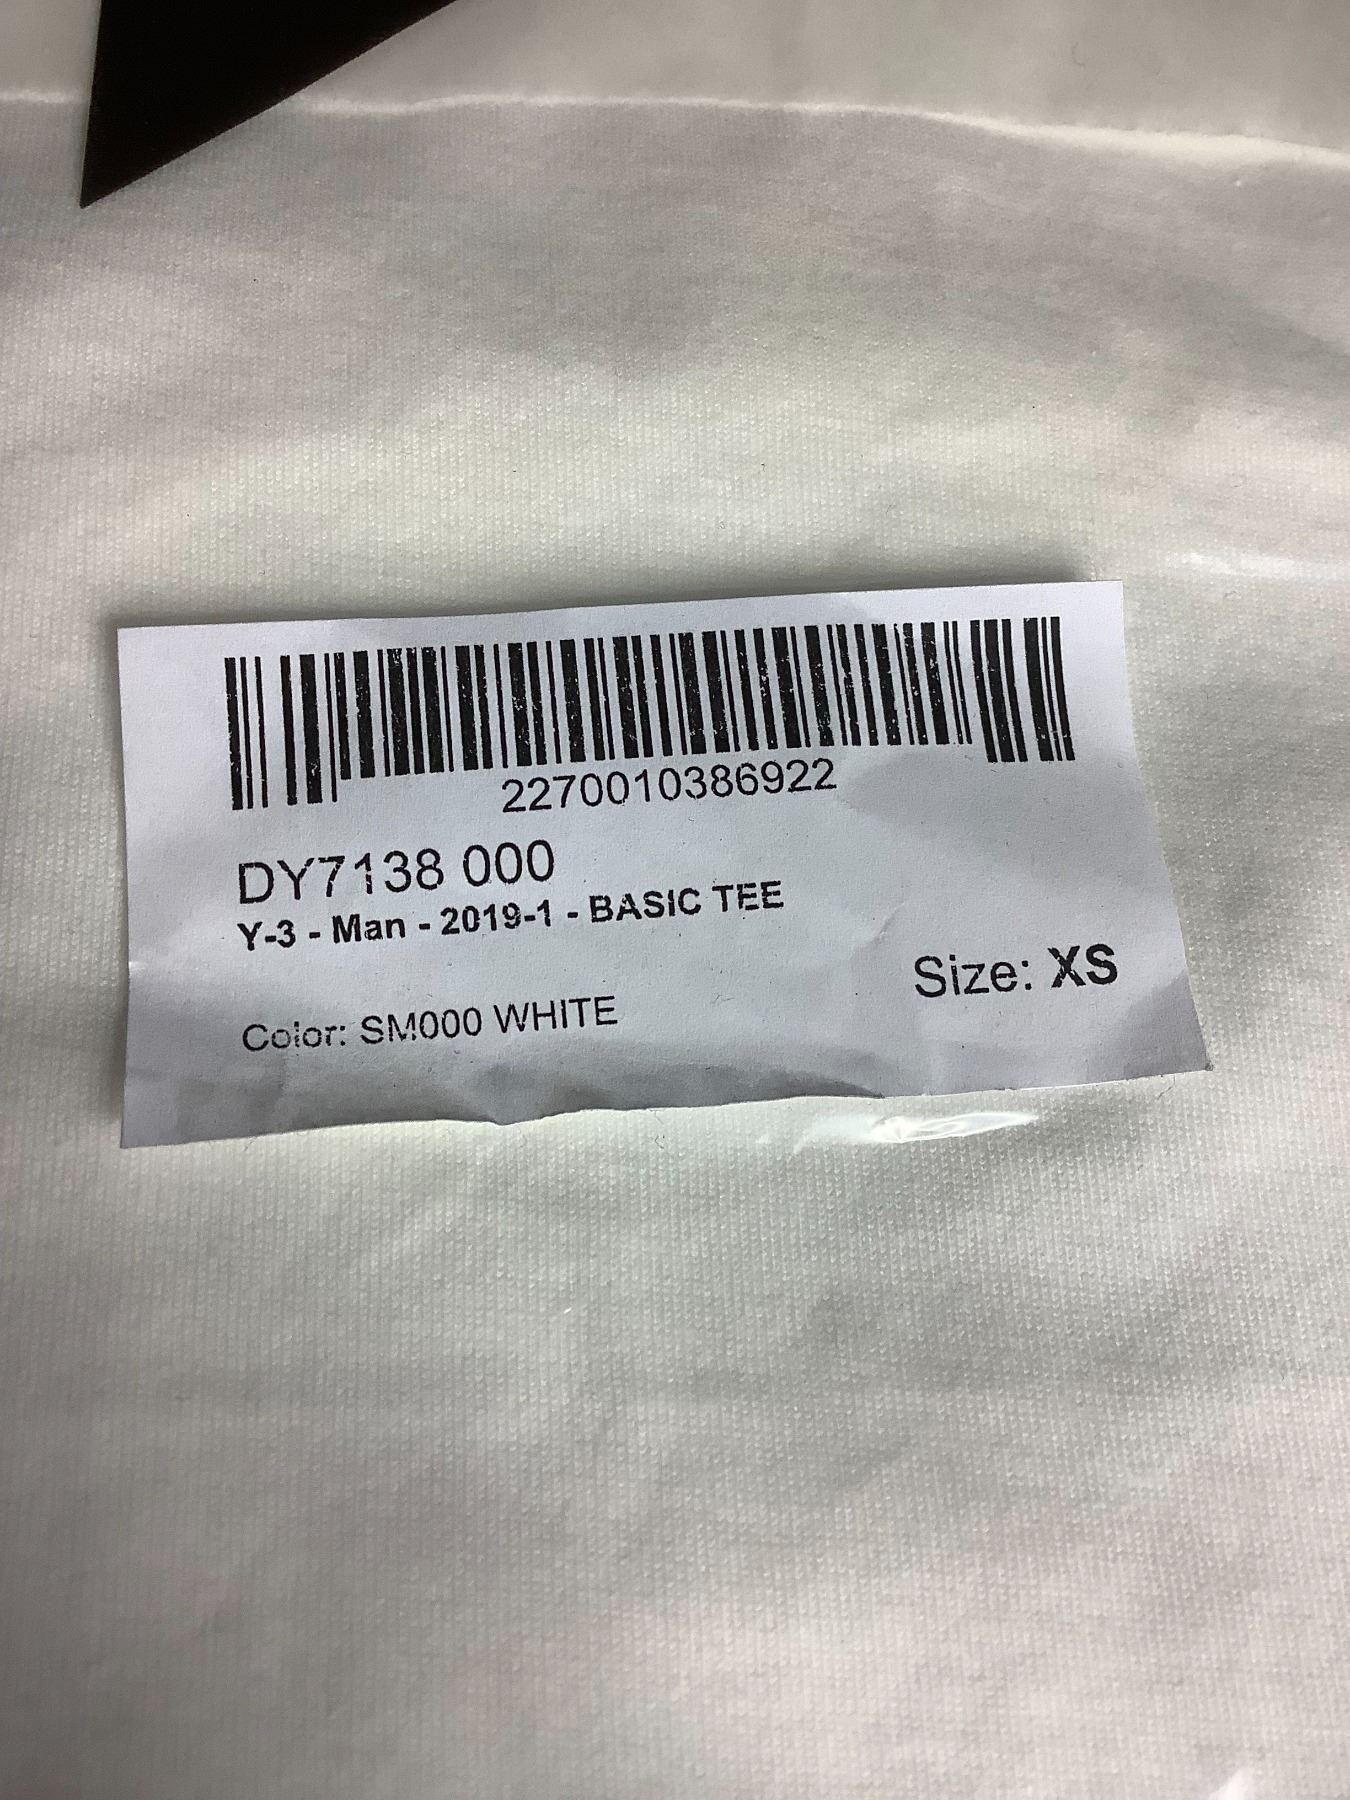 2270010386922
DY7138 000
Y-3 - Man - 2019-1 - BASIC TEE
Size: XS
Color: SM000 WHITE